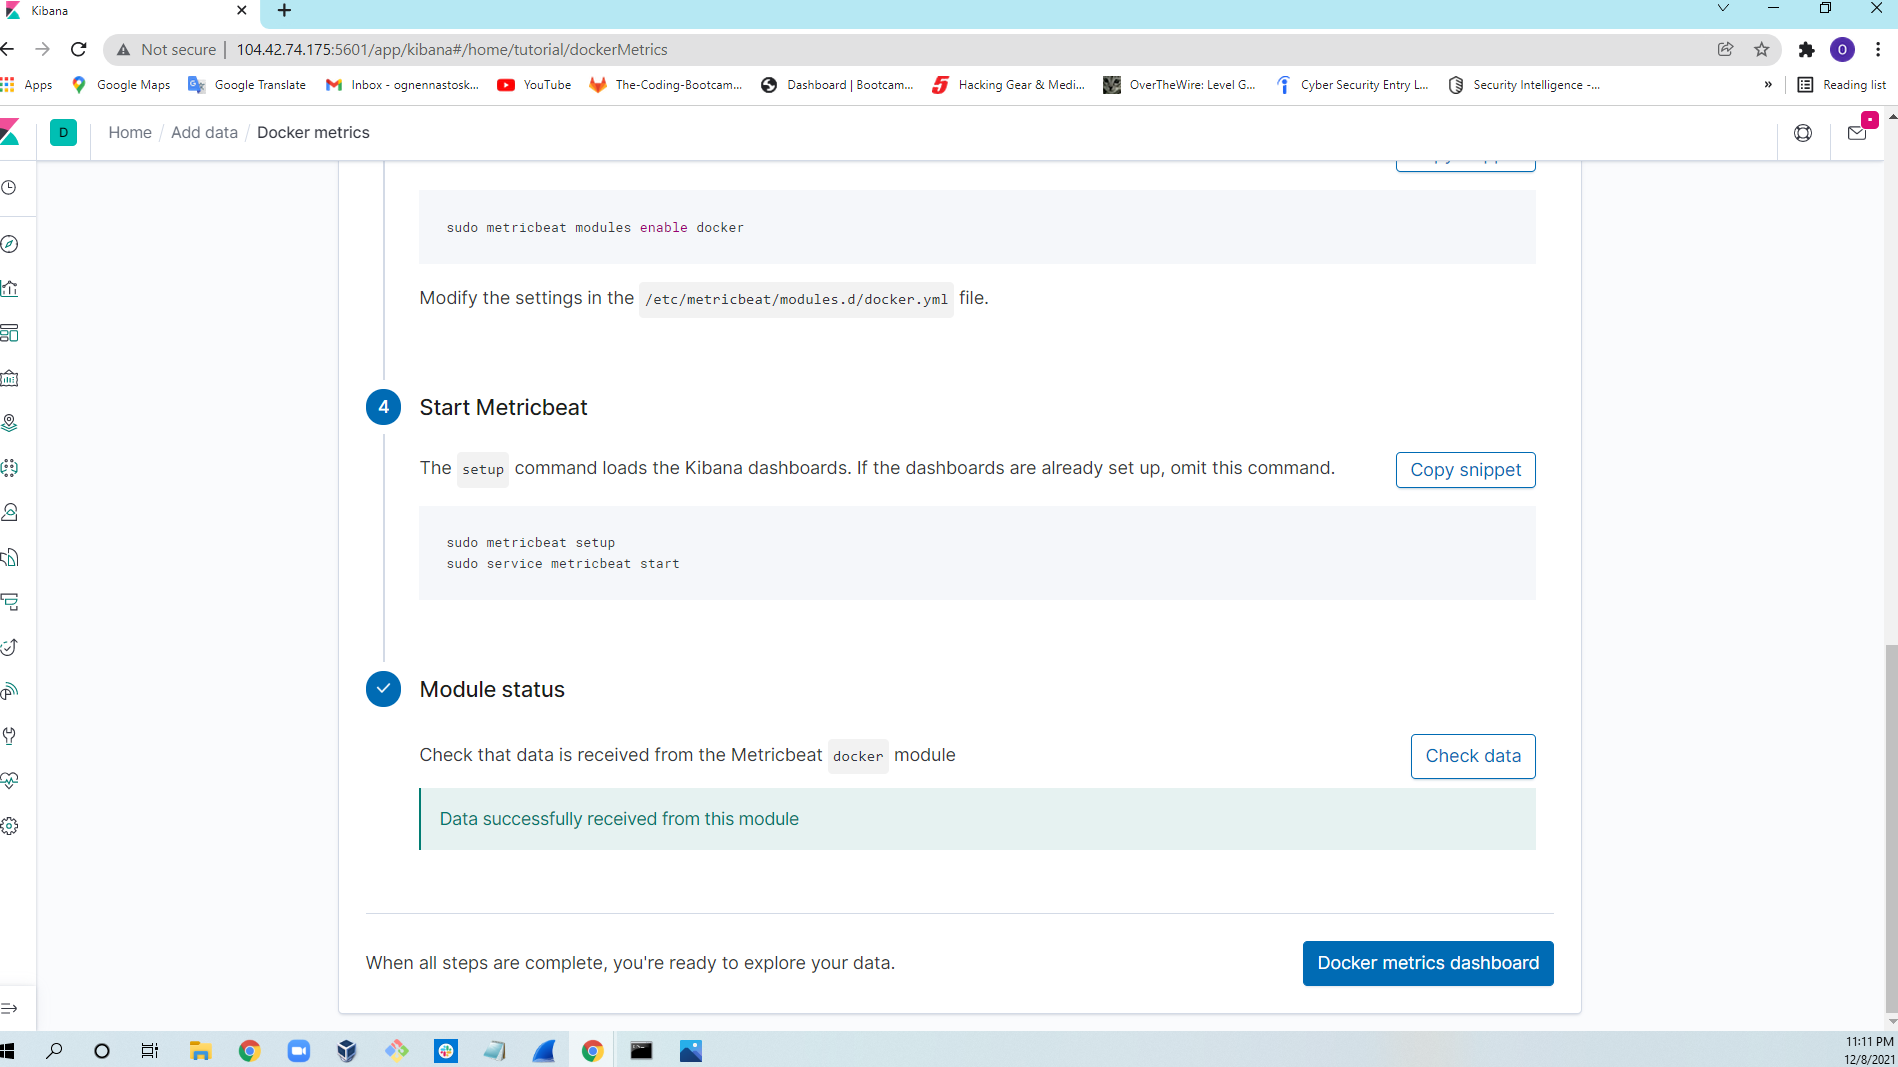 Kibana
Not secure | 104.42.74.175:5601/app/kibana#/home/tutorial/dockerMetrics
O
Apps
Google Maps
Google Translate
Inbox - ognennastosk...
YouTube
The-Coding-Bootcam...
Dashboard | Bootcam...
Hacking Gear & Medi...
OverTheWire: Level G...
Cyber Security Entry L...
Security Intelligence -...
»
Reading list
D
Home / Add data / Docker metrics
sudo metricbeat modules enable docker
Modify the settings in the /etc/metricbeat/modules.d/docker.yml file.
4
Start Metricbeat
The setup command loads the Kibana dashboards. If the dashboards are already set up, omit this command.
Copy snippet
sudo metricbeat setup
sudo service metricbeat start
Module status
Check that data is received from the Metricbeat docker module
Check data
Data successfully received from this module
When all steps are complete, you're ready to explore your data.
Docker metrics dashboard
11:11 PM
12/8/2021